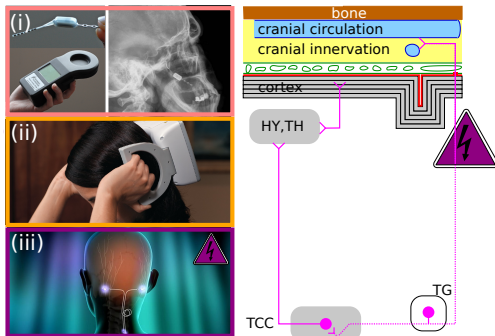 (i)
(ii)
(iii)
bone
cranial circulation
cranial innervation
cortex
HY,TH
TG
TCC